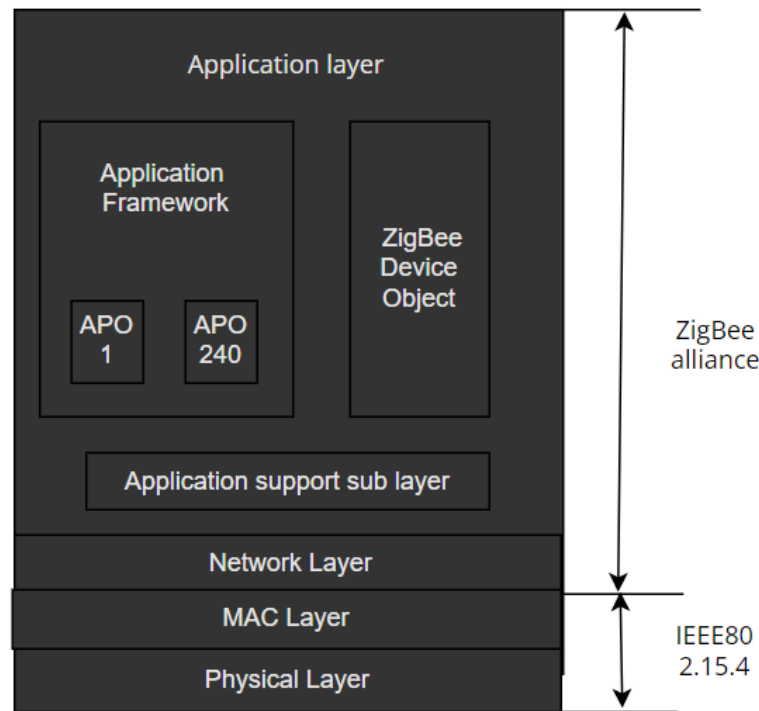 Application layer
Application
Framework
ZigBee
Device
Object
APO
1
APO
240
ZigBee
alliance
Application support sub layer
Network Layer
MAC Layer
Physical Layer
IEEE80
2.15.4